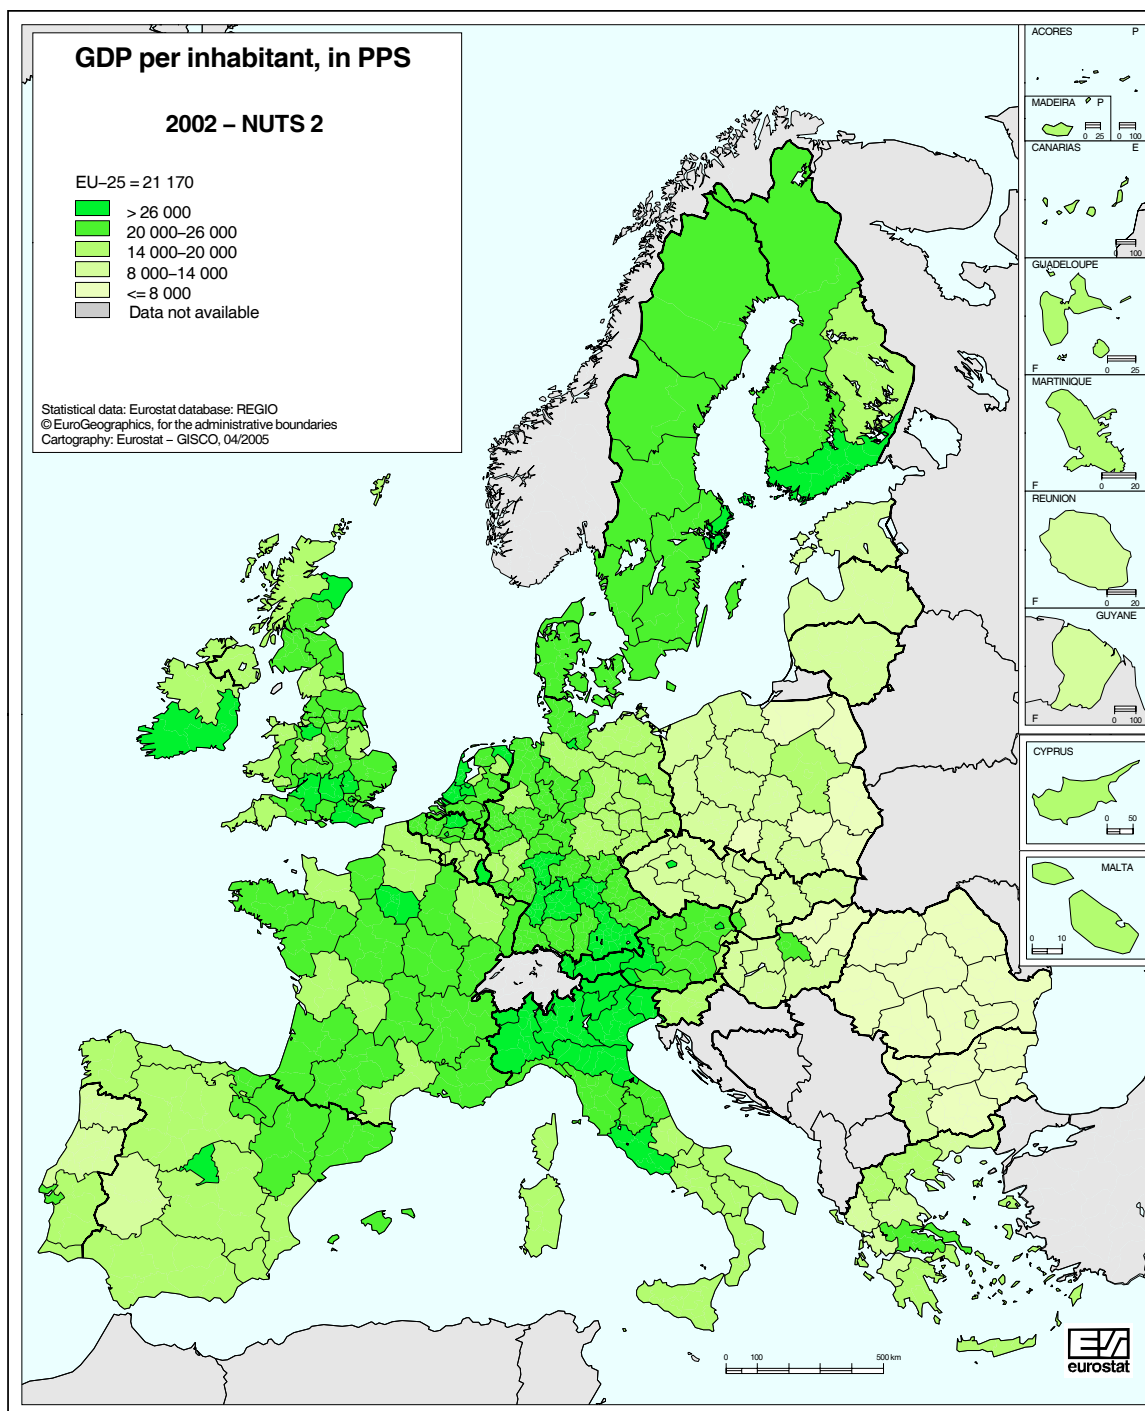 GDP per inhabitant, in PPS
2002 – NUTS 2
EU–25 = 21 170
> 26 000
20 000–26 000
14 000–20 000
8 000–14 000
<= 8 000
Data not available
Statistical data: Eurostat database: REGIO
© EuroGeographics, for the administrative boundaries
Cartography: Eurostat – GISCO, 04/2005
ACORES P
MADEIRA P
0 25
0 100
CANARIAS E
0 100
GUADELOUPE
F
0 25
MARTINIQUE
F
0 20
REUNION
F
0 20
GUYANE
F
0 100
CYPRUS
0 50
MALTA
0 10
0 100 500 km
eurostat